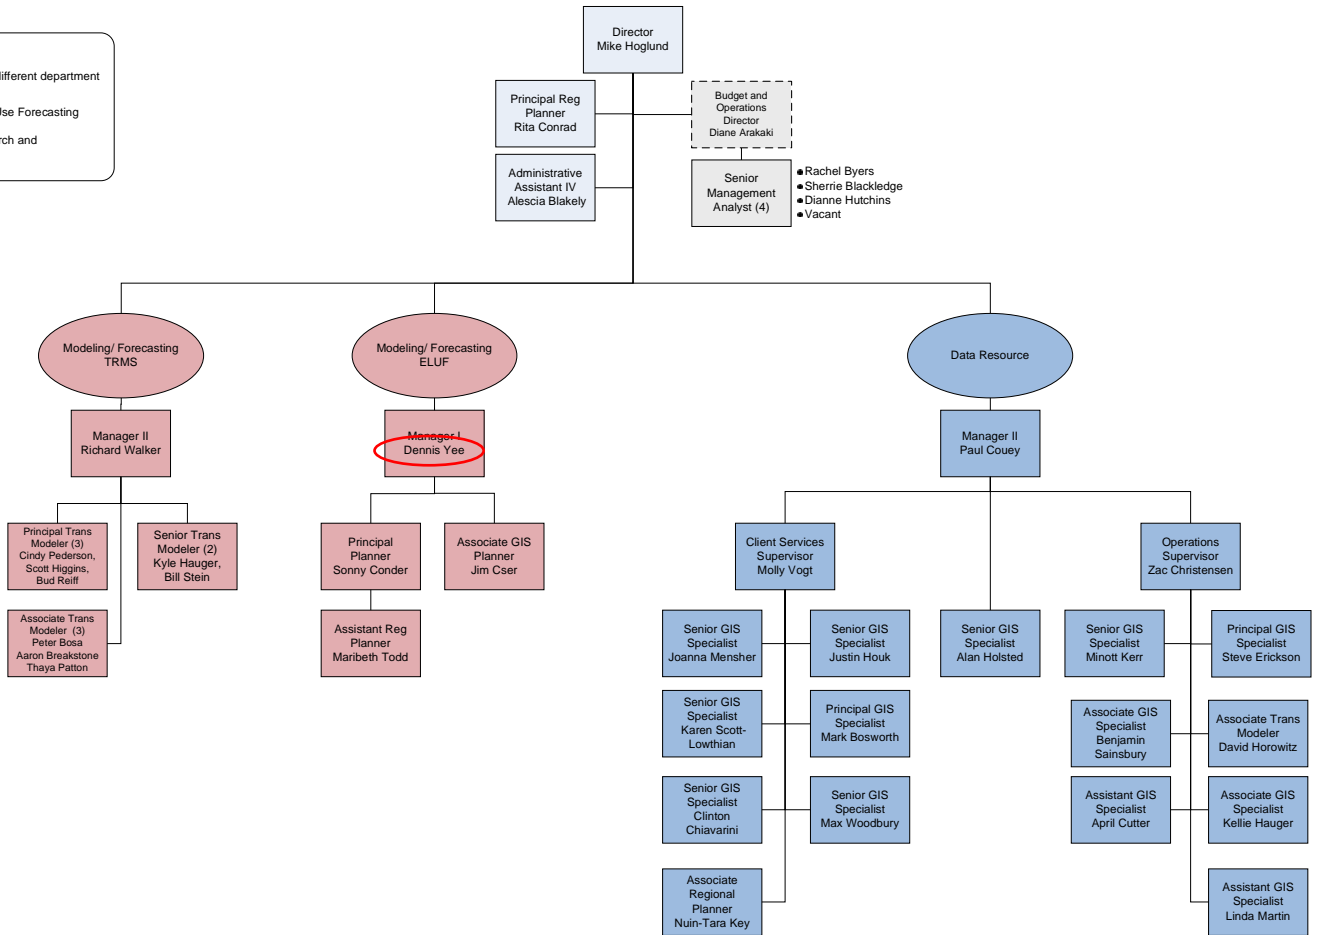 ifferent department
Use Forecasting
rch and
Director
Mike Hoglund
Principal Reg
Planner
Rita Conrad
Budget and
Operations
Director
Diane Arakaki
Administrative
Assistant IV
Alescia Blakely
Senior
Management
Analyst (4)
•Rachel Byers
•Sherrie Blackledge
•Dianne Hutchins
•Vacant
Modeling/ Forecasting
TRMS
Modeling/ Forecasting
ELUF
Data Resource
Manager II
Richard Walker
Manager I
Dennis Yee
Manager II
Paul Couey
Principal Trans
Modeler (3)
Cindy Pederson,
Scott Higgins,
Bud Reiff
Senior Trans
Modeler (2)
Kyle Hauger,
Bill Stein
Associate Trans
Modeler (3)
Peter Bosa
Aaron Breakstone
Thaya Patton
Principal
Planner
Sonny Conder
Associate GIS
Planner
Jim Cser
Assistant Reg
Planner
Maribeth Todd
Client Services
Supervisor
Molly Vogt
Operations
Supervisor
Zac Christensen
Senior GIS
Specialist
Joanna Mensher
Senior GIS
Specialist
Justin Houk
Senior GIS
Specialist
Alan Holsted
Senior GIS
Specialist
Minott Kerr
Principal GIS
Specialist
Steve Erickson
Senior GIS
Specialist
Karen Scott-
Lowthian
Principal GIS
Specialist
Mark Bosworth
Associate GIS
Specialist
Benjamin
Sainsbury
Associate Trans
Modeler
David Horowitz
Senior GIS
Specialist
Clinton
Chiavarini
Senior GIS
Specialist
Max Woodbury
Assistant GIS
Specialist
April Cutter
Associate GIS
Specialist
Kellie Hauger
Associate
Regional
Planner
Nuin-Tara Key
Assistant GIS
Specialist
Linda Martin